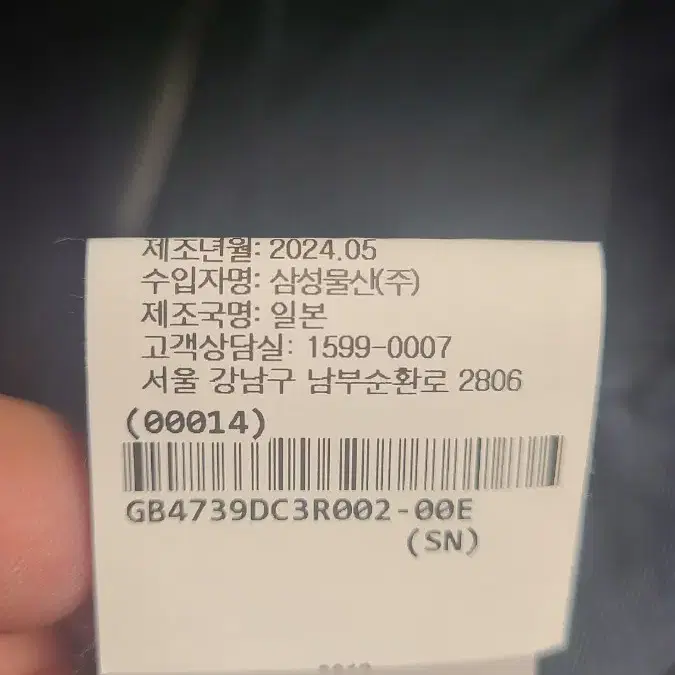 제조년월: 2024.05
수입자명: 삼성물산(주)
제조국명: 일본
고객상담실: 1599-0007
서울 강남구 남부순환로 2806
(00014)
GB4739DC3R002-00E
(SN)